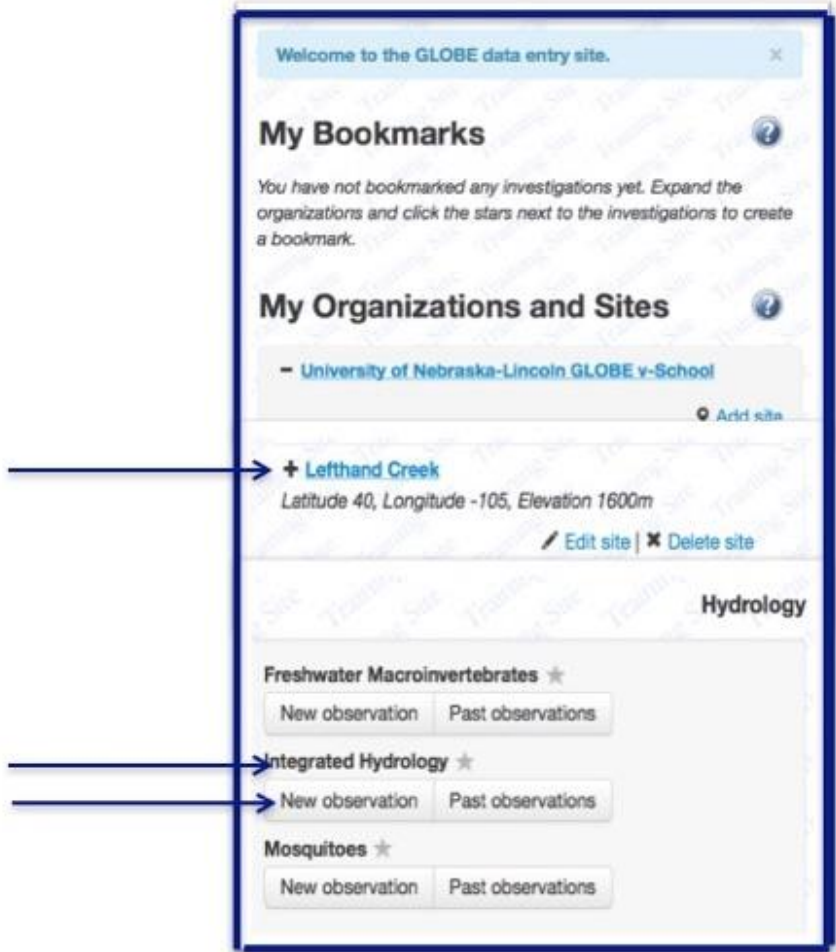 Welcome to the GLOBE data entry site. ×
My Bookmarks ?
You have not bookmarked any investigations yet. Expand the
organizations and click the stars next to the investigations to create
a bookmark.
My Organizations and Sites ?
− University of Nebraska-Lincoln GLOBE v-School
Add site
+ Lefthand Creek
Latitude 40, Longitude -105, Elevation 1600m
Edit site | ✖ Delete site
Hydrology
Freshwater Macroinvertebrates ★
New observation Past observations
Integrated Hydrology ★
New observation Past observations
Mosquitoes ★
New observation Past observations
Training Site